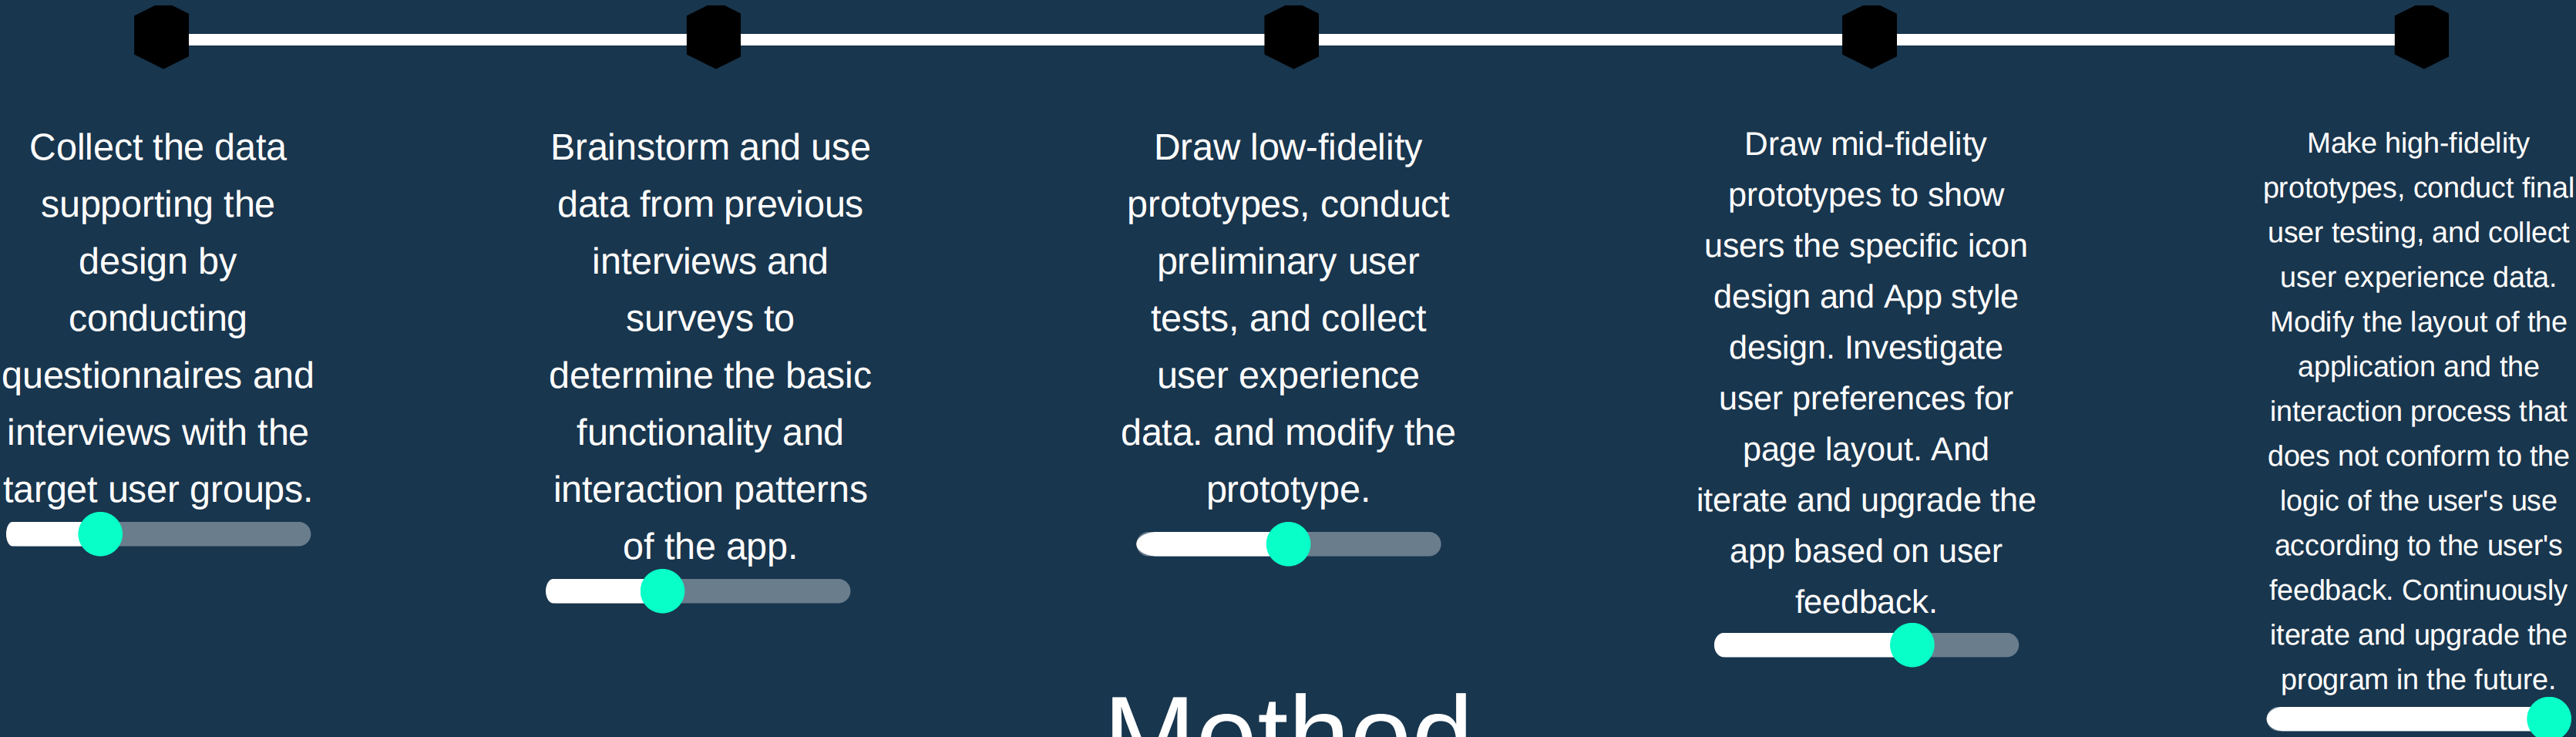 Collect the data
supporting the
design by
conducting
questionnaires and
interviews with the
target user groups.
Brainstorm and use
data from previous
interviews and
surveys to
determine the basic
functionality and
interaction patterns
of the app.
Draw low-fidelity
prototypes, conduct
preliminary user
tests, and collect
user experience
data. and modify the
prototype.
Draw mid-fidelity
prototypes to show
users the specific icon
design and App style
design. Investigate
user preferences for
page layout. And
iterate and upgrade the
app based on user
feedback.
Make high-fidelity
prototypes, conduct final
user testing, and collect
user experience data.
Modify the layout of the
application and the
interaction process that
does not conform to the
logic of the user's use
according to the user's
feedback. Continuously
iterate and upgrade the
program in the future.
Method